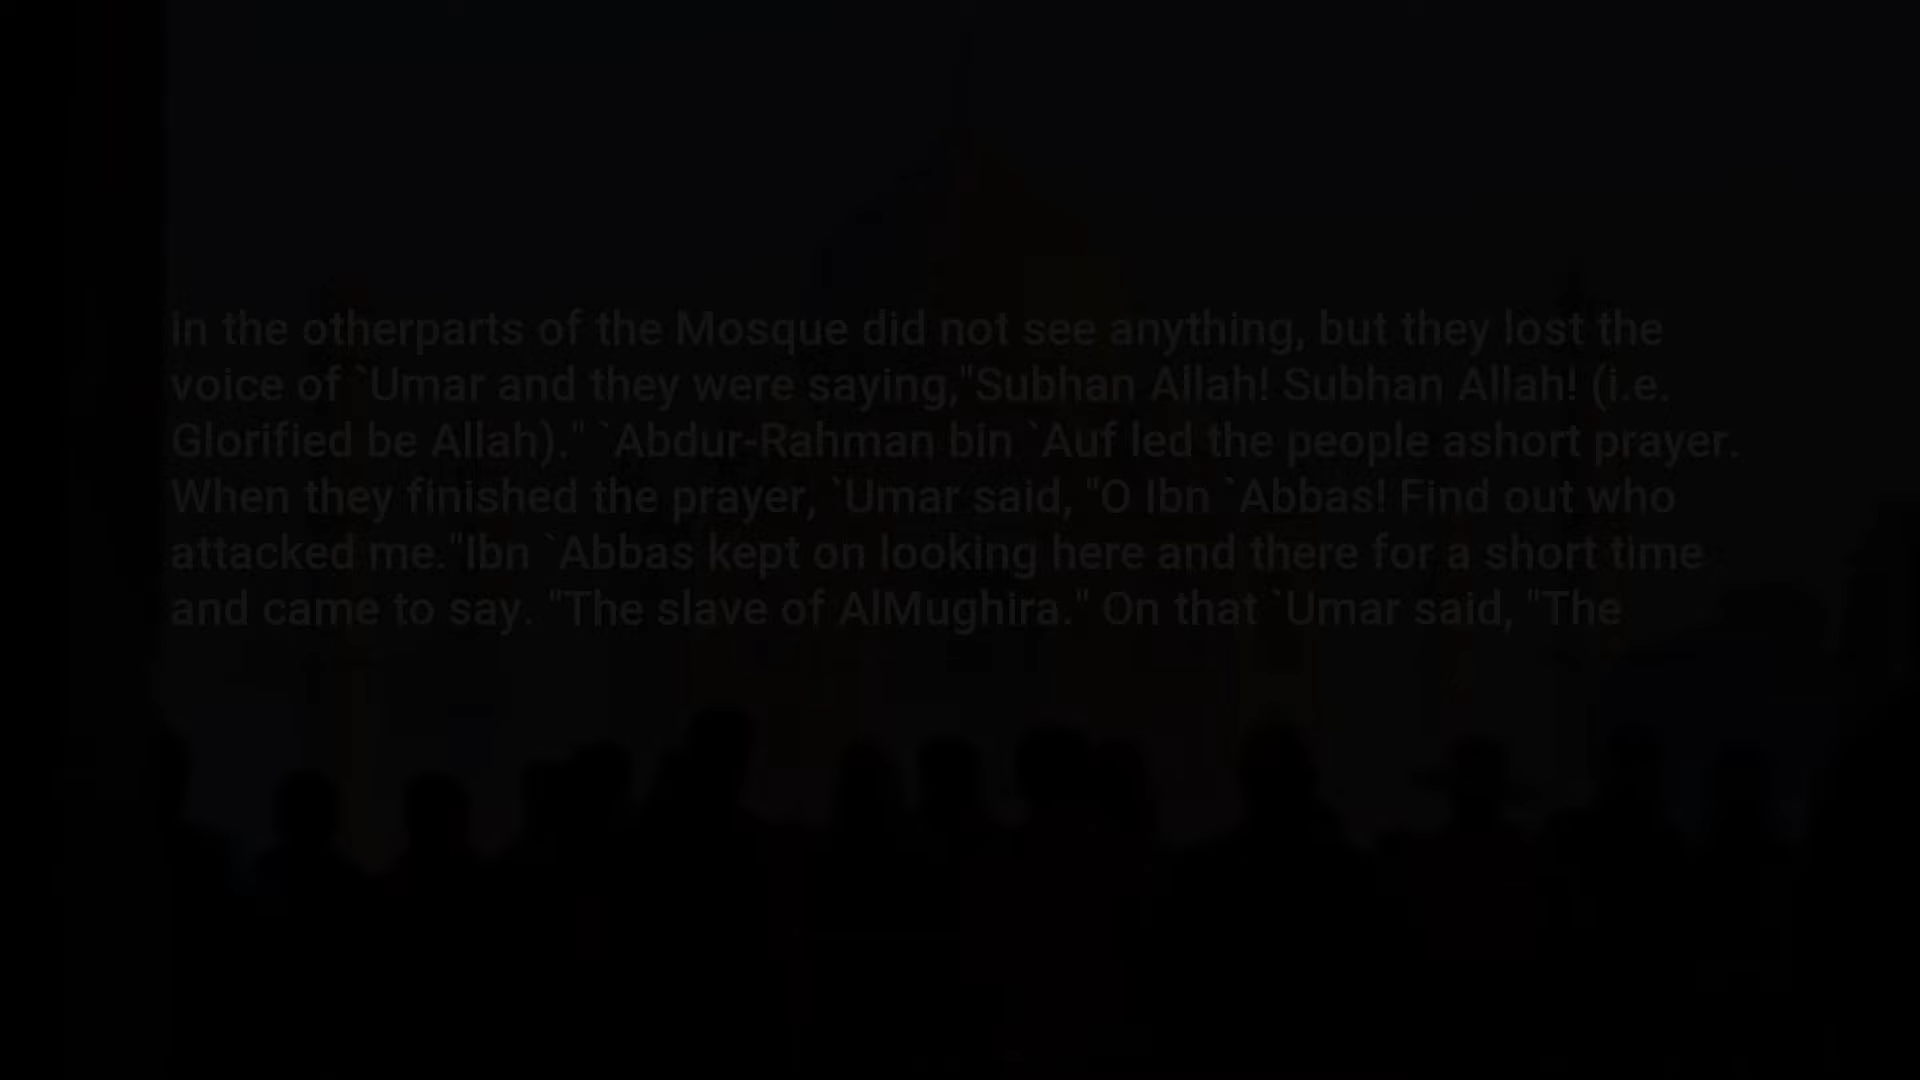 in the otherparts of the Mosque did not see anything, but they lost the
voice of `Umar and they were saying,"Subhan Allah! Subhan Allah! (i.e.
Glorified be Allah)." `Abdur-Rahman bin `Auf led the people ashort prayer.
When they finished the prayer, `Umar said, "O Ibn `Abbas! Find out who
attacked me."Ibn `Abbas kept on looking here and there for a short time
and came to say. "The slave of AlMughira." On that `Umar said, "The